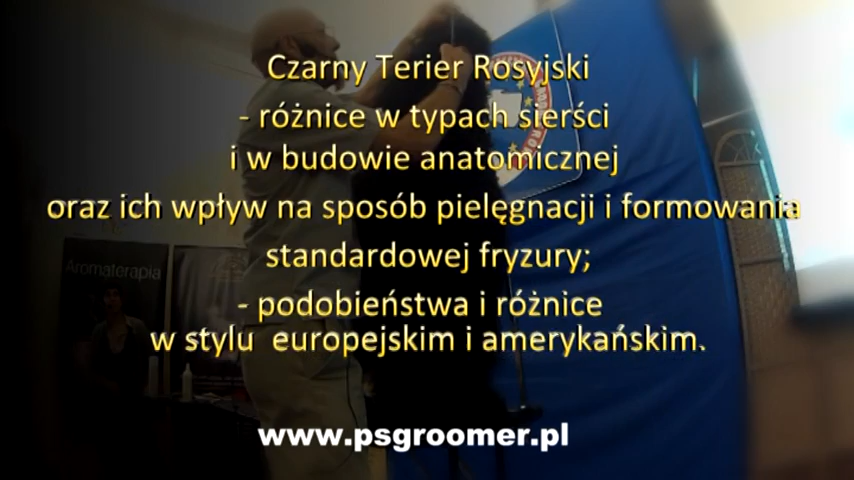 Czarny Terier Rosyjski
- różnice w typach sierści
i w budowie anatomicznej
oraz ich wpływ na sposób pielęgnacji i formowania
standardowej fryzury;
- podobieństwa i różnice
w stylu europejskim i amerykańskim.
Aromaterapia
www.psgroomer.pl